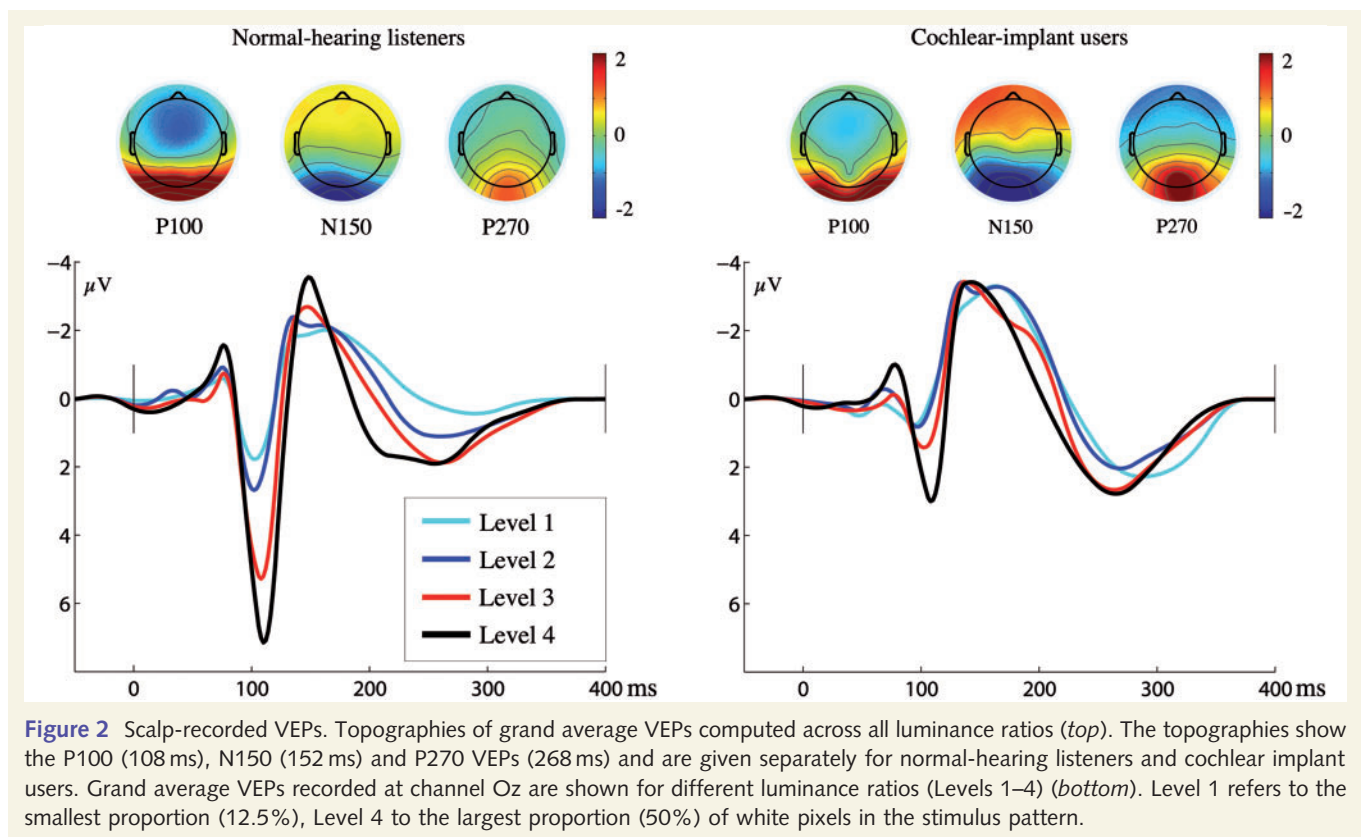 Normal-hearing listeners
Cochlear-implant users
2
0
-2
P100
N150
P270
2
0
-2
P100
N150
P270
−4
μV
−2
0
2
4
6
0
100
200
300
400 ms
Level 1
Level 2
Level 3
Level 4
−4
μV
−2
0
2
4
6
0
100
200
300
400 ms
Figure 2 Scalp-recorded VEPs. Topographies of grand average VEPs computed across all luminance ratios (top). The topographies show
the P100 (108 ms), N150 (152 ms) and P270 VEPs (268 ms) and are given separately for normal-hearing listeners and cochlear implant
users. Grand average VEPs recorded at channel Oz are shown for different luminance ratios (Levels 1–4) (bottom). Level 1 refers to the
smallest proportion (12.5%), Level 4 to the largest proportion (50%) of white pixels in the stimulus pattern.